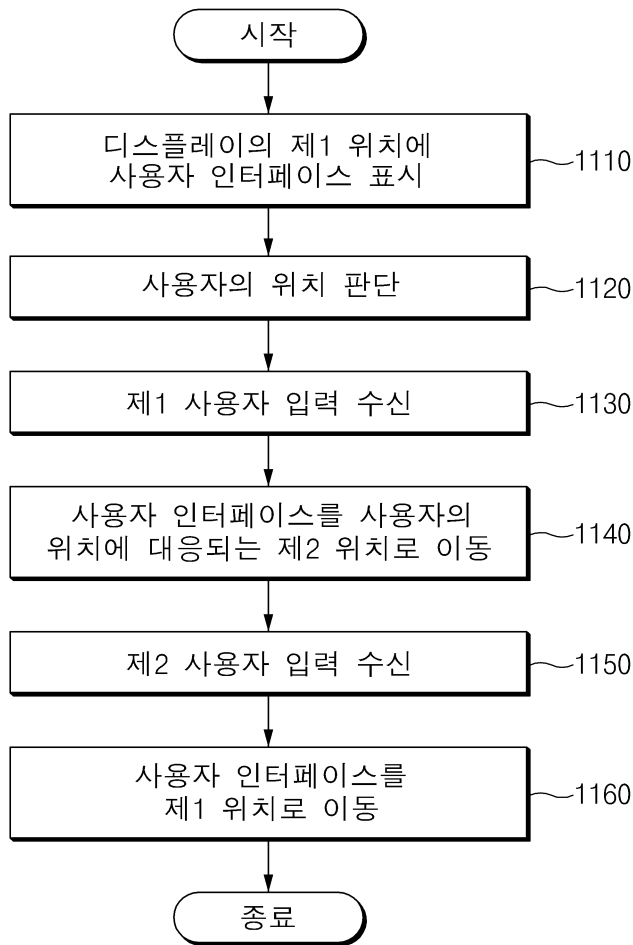 시작
디스플레이의 제1 위치에
사용자 인터페이스 표시
1110
사용자의 위치 판단
1120
제1 사용자 입력 수신
1130
사용자 인터페이스를 사용자의
위치에 대응되는 제2 위치로 이동
1140
제2 사용자 입력 수신
1150
사용자 인터페이스를
제1 위치로 이동
1160
종료